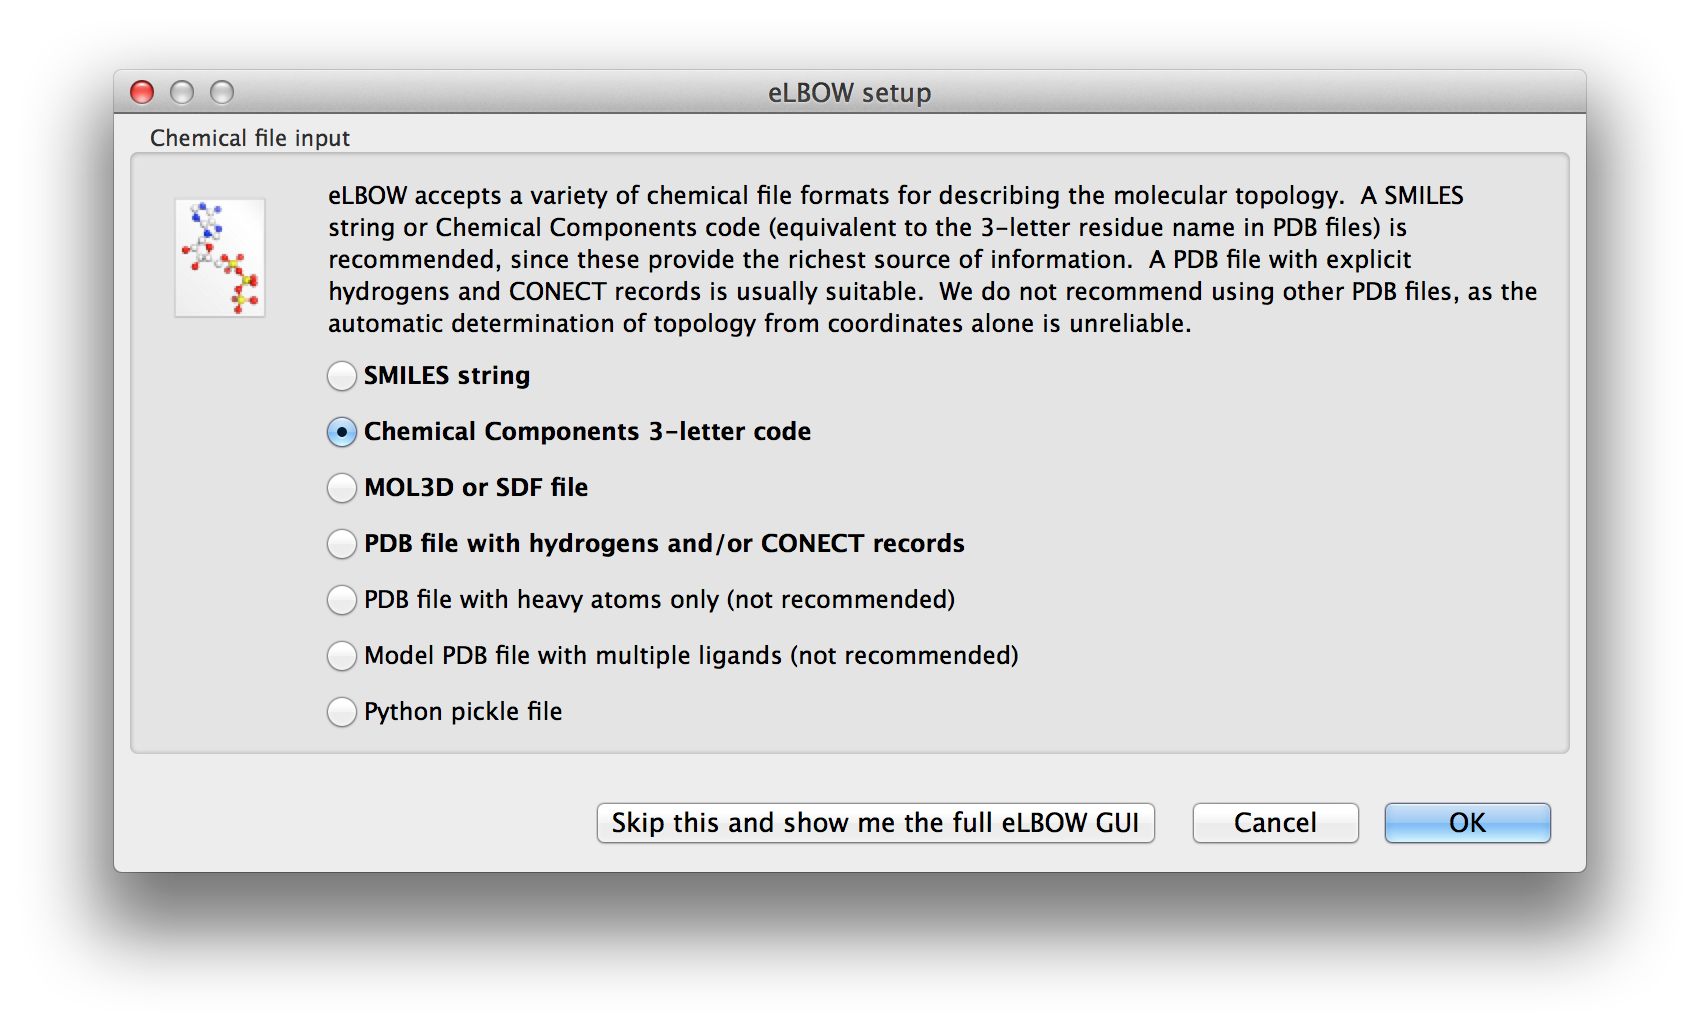 eLBOW setup
Chemical file input
eLBOW accepts a variety of chemical file formats for describing the molecular topology.  A SMILES
string or Chemical Components code (equivalent to the 3-letter residue name in PDB files) is
recommended, since these provide the richest source of information.  A PDB file with explicit
hydrogens and CONECT records is usually suitable.  We do not recommend using other PDB files, as the
automatic determination of topology from coordinates alone is unreliable.
SMILES string
Chemical Components 3-letter code
MOL3D or SDF file
PDB file with hydrogens and/or CONECT records
PDB file with heavy atoms only (not recommended)
Model PDB file with multiple ligands (not recommended)
Python pickle file
Skip this and show me the full eLBOW GUI
Cancel
OK